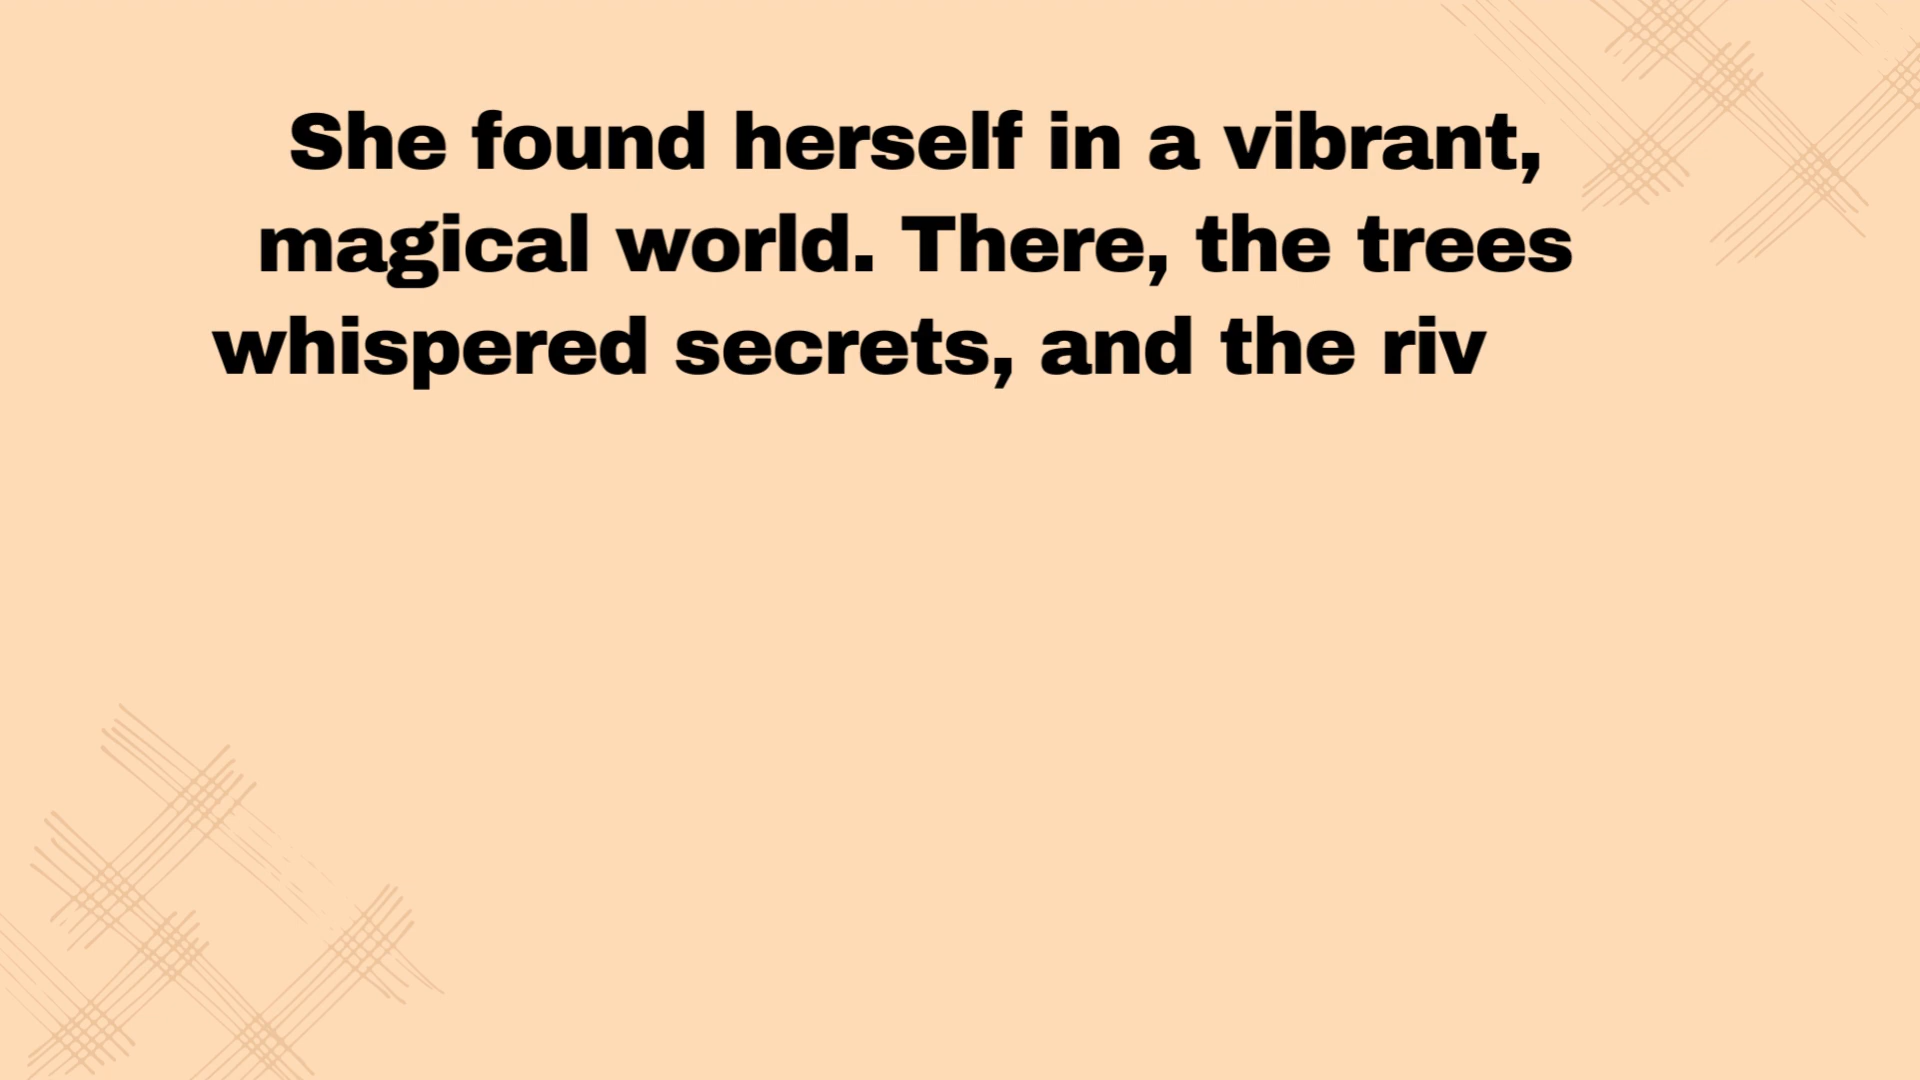 She found herself in a vibrant,
magical world. There, the trees
whispered secrets, and the riv